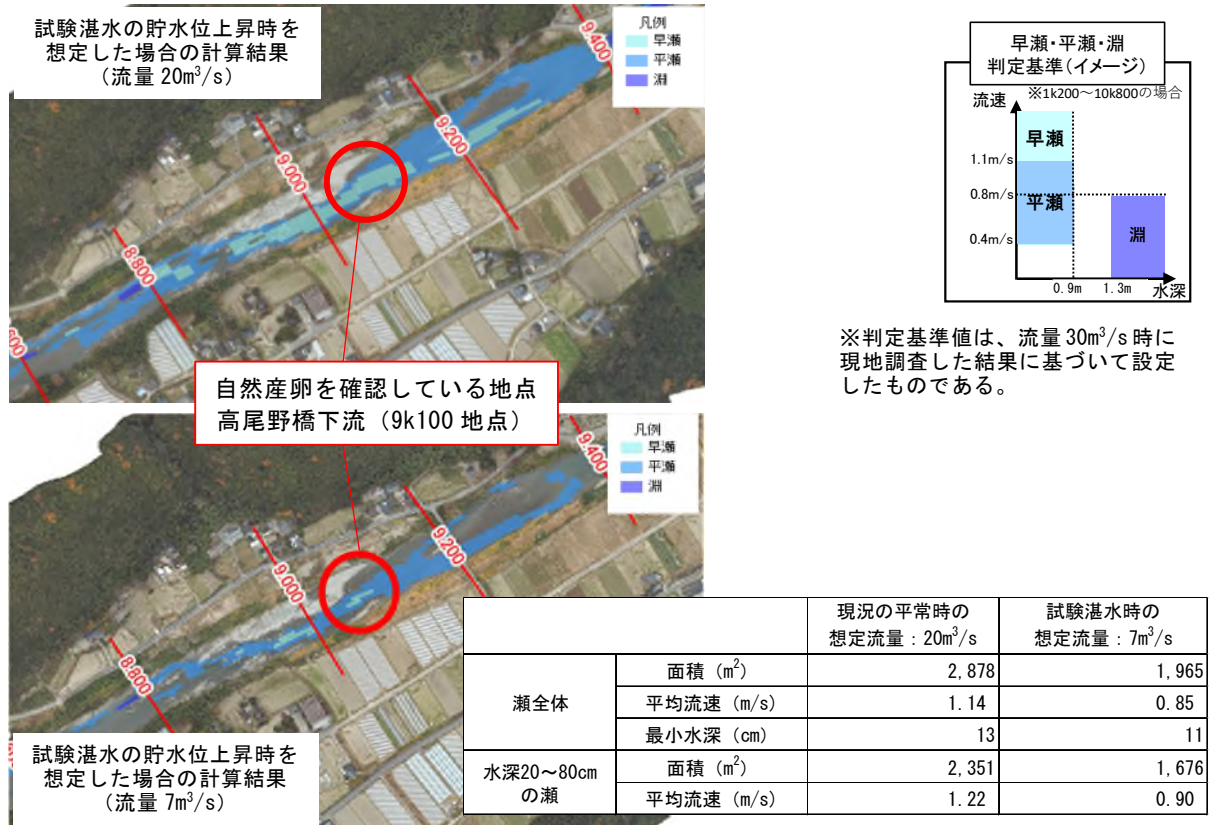 試験湛水の貯水位上昇時を
想定した場合の計算結果
（流量 20m³/s）
凡例
早瀬
平瀬
淵
9.400
9.200
9.000
8.800
600
早瀬・平瀬・淵
判定基準(イメージ)
※1k200～10k800の場合
流速
早瀬
1.1m/s
0.8m/s
平瀬
淵
0.4m/s
0.9m
1.3m
水深
※判定基準値は、流量 30m³/s 時に
現地調査した結果に基づいて設定
したものである。
自然産卵を確認している地点
高尾野橋下流（9k100 地点）
凡例
早瀬
平瀬
淵
9.400
9.200
9.000
8.800
試験湛水の貯水位上昇時を
想定した場合の計算結果
（流量 7m³/s）
現況の平常時の
想定流量：20m³/s
試験湛水時の
想定流量：7m³/s
瀬全体
面積（m²） 2,878 1,965
平均流速（m/s） 1.14 0.85
最小水深（cm） 13 11
水深20～80cm
の瀬
面積（m²） 2,351 1,676
平均流速（m/s） 1.22 0.90